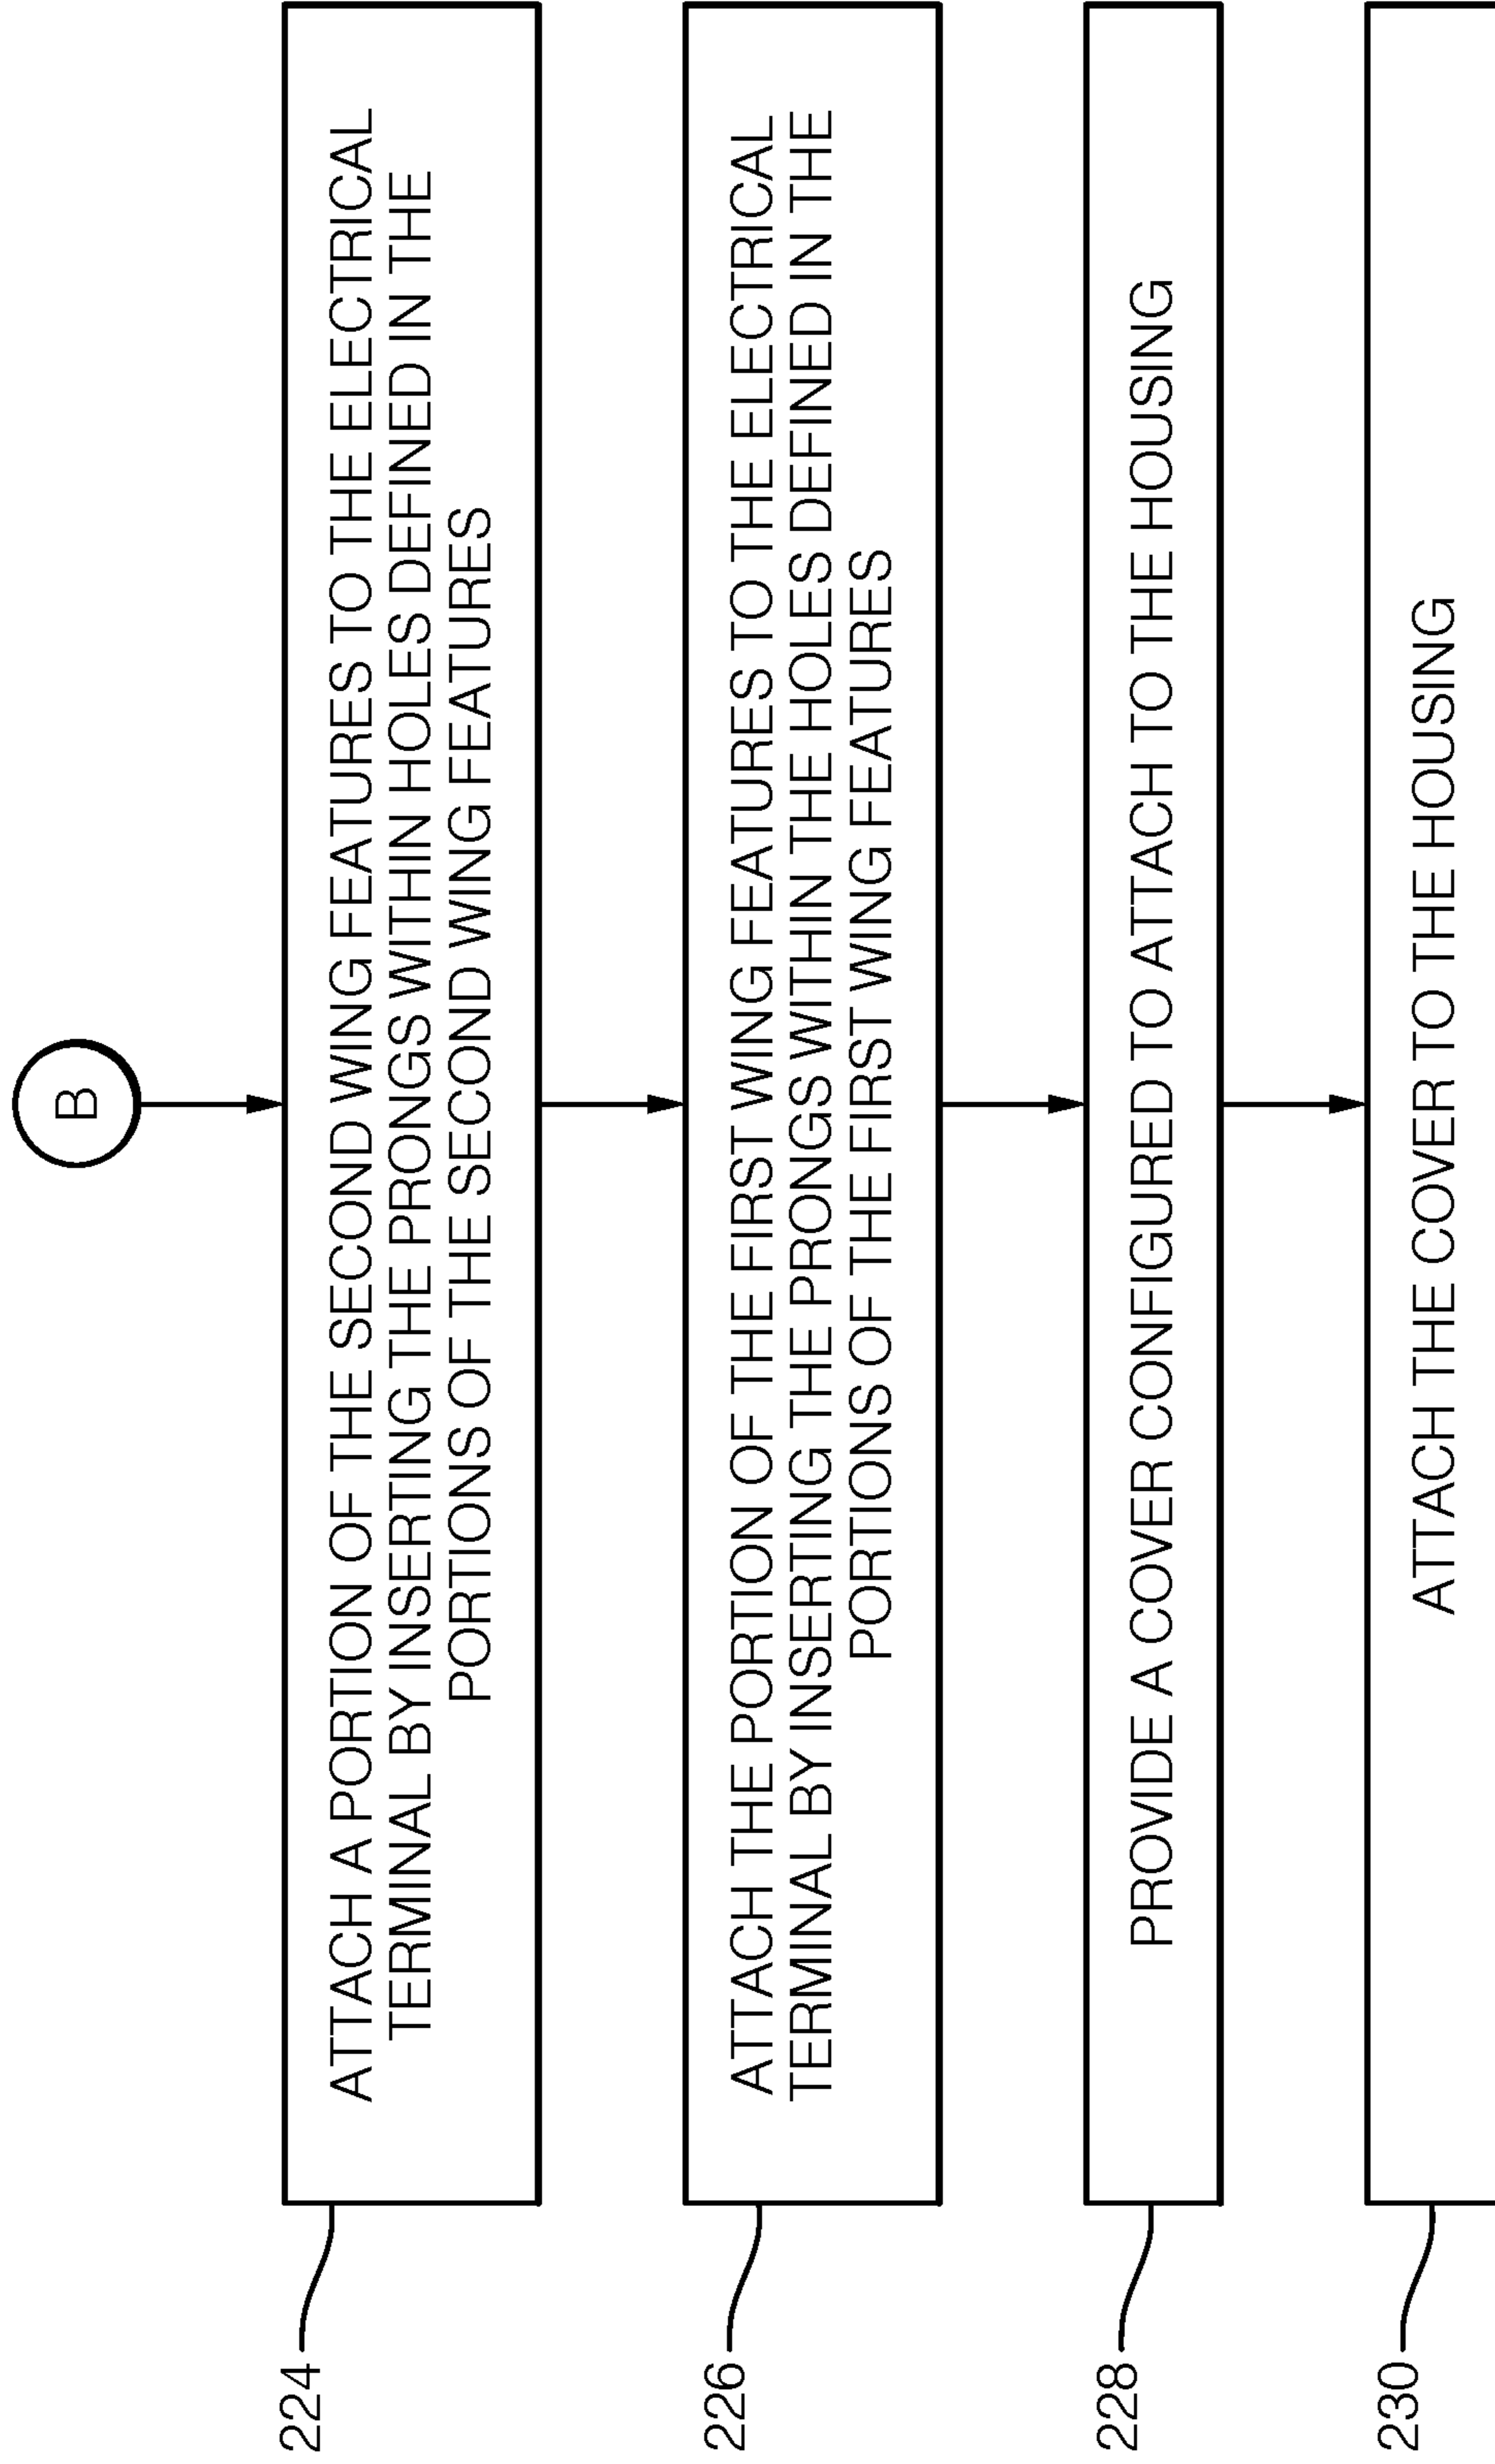 B
224
ATTACH A PORTION OF THE SECOND WING FEATURES TO THE ELECTRICAL
TERMINAL BY INSERTING THE PRONGS WITHIN HOLES DEFINED IN THE
PORTIONS OF THE SECOND WING FEATURES
226
ATTACH THE PORTION OF THE FIRST WING FEATURES TO THE ELECTRICAL
TERMINAL BY INSERTING THE PRONGS WITHIN THE HOLES DEFINED IN THE
PORTIONS OF THE FIRST WING FEATURES
228
PROVIDE A COVER CONFIGURED TO ATTACH TO THE HOUSING
230
ATTACH THE COVER TO THE HOUSING